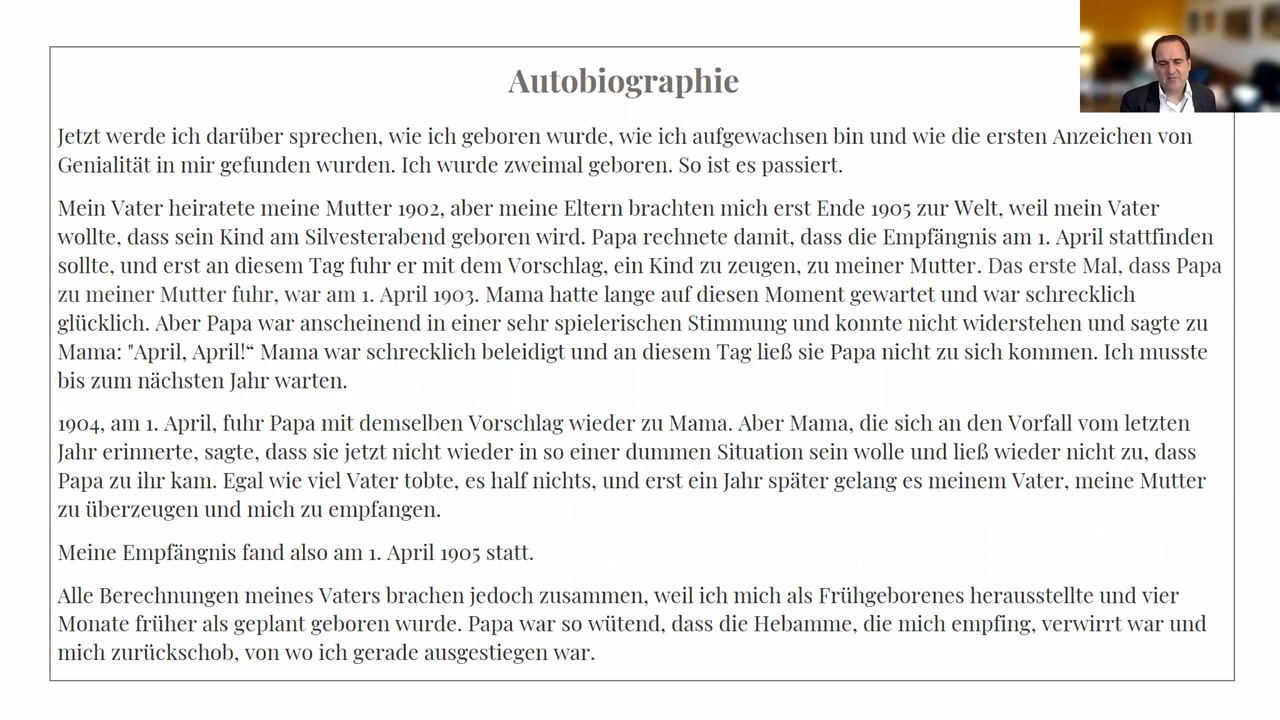 Autobiographie
Jetzt werde ich darüber sprechen, wie ich geboren wurde, wie ich aufgewachsen bin und wie die ersten Anzeichen von
Genialität in mir gefunden wurden. Ich wurde zweimal geboren. So ist es passiert.
Mein Vater heiratete meine Mutter 1902, aber meine Eltern brachten mich erst Ende 1905 zur Welt, weil mein Vater
wollte, dass sein Kind am Silvesterabend geboren wird. Papa rechnete damit, dass die Empfängnis am 1. April stattfinden
sollte, und erst an diesem Tag fuhr er mit dem Vorschlag, ein Kind zu zeugen, zu meiner Mutter. Das erste Mal, dass Papa
zu meiner Mutter fuhr, war am 1. April 1903. Mama hatte lange auf diesen Moment gewartet und war schrecklich
glücklich. Aber Papa war anscheinend in einer sehr spielerischen Stimmung und konnte nicht widerstehen und sagte zu
Mama: "April, April!“ Mama war schrecklich beleidigt und an diesem Tag ließ sie Papa nicht zu sich kommen. Ich musste
bis zum nächsten Jahr warten.
1904, am 1. April, fuhr Papa mit demselben Vorschlag wieder zu Mama. Aber Mama, die sich an den Vorfall vom letzten
Jahr erinnerte, sagte, dass sie jetzt nicht wieder in so einer dummen Situation sein wolle und ließ wieder nicht zu, dass
Papa zu ihr kam. Egal wie viel Vater tobte, es half nichts, und erst ein Jahr später gelang es meinem Vater, meine Mutter
zu überzeugen und mich zu empfangen.
Meine Empfängnis fand also am 1. April 1905 statt.
Alle Berechnungen meines Vaters brachen jedoch zusammen, weil ich mich als Frühgeborenes herausstellte und vier
Monate früher als geplant geboren wurde. Papa war so wütend, dass die Hebamme, die mich empfing, verwirrt war und
mich zurückschob, von wo ich gerade ausgestiegen war.